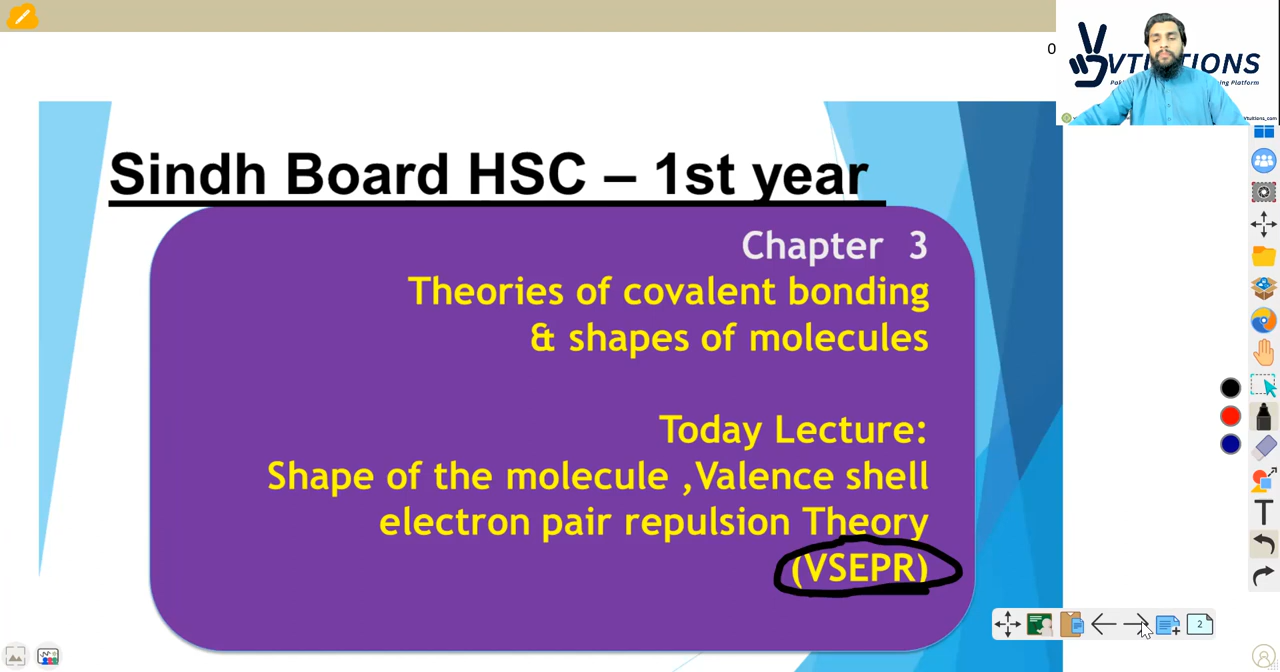 0
VTUITIONS
Sindh Board HSC – 1st year
Chapter 3
Theories of covalent bonding
& shapes of molecules
Today Lecture:
Shape of the molecule ,Valence shell
electron pair repulsion Theory
(VSEPR)
T
2